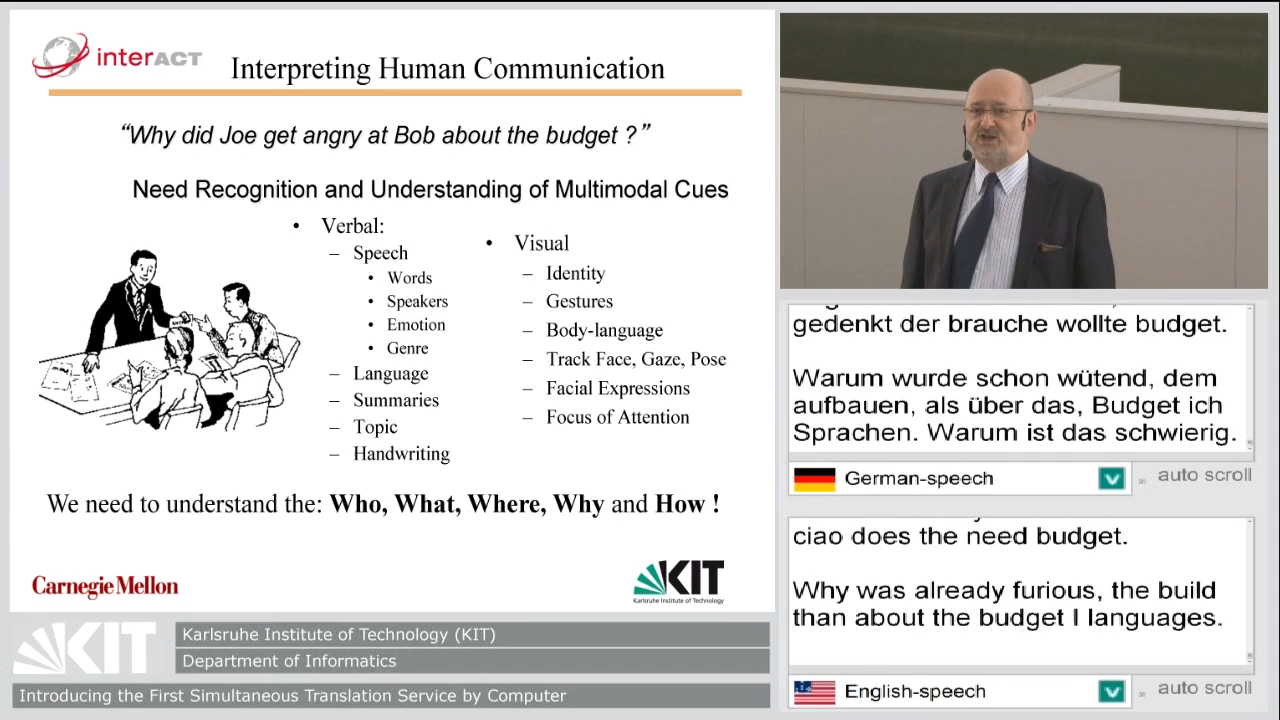 interACT
Interpreting Human Communication
“Why did Joe get angry at Bob about the budget ?”
Need Recognition and Understanding of Multimodal Cues
• Verbal:
– Speech
• Words
• Speakers
• Emotion
• Genre
– Language
– Summaries
– Topic
– Handwriting
• Visual
– Identity
– Gestures
– Body-language
– Track Face, Gaze, Pose
– Facial Expressions
– Focus of Attention
We need to understand the: Who, What, Where, Why and How !
Carnegie Mellon
KIT
Karlsruhe Institute of Technology
gedenkt der brauche wollte budget.
Warum wurde schon wütend, dem
aufbauen, als über das, Budget ich
Sprachen. Warum ist das schwierig.
German-speech
auto scroll
ciao does the need budget.
Why was already furious, the build
than about the budget I languages.
English-speech
auto scroll
KIT
Karlsruhe Institute of Technology (KIT)
Department of Informatics
Introducing the First Simultaneous Translation Service by Computer